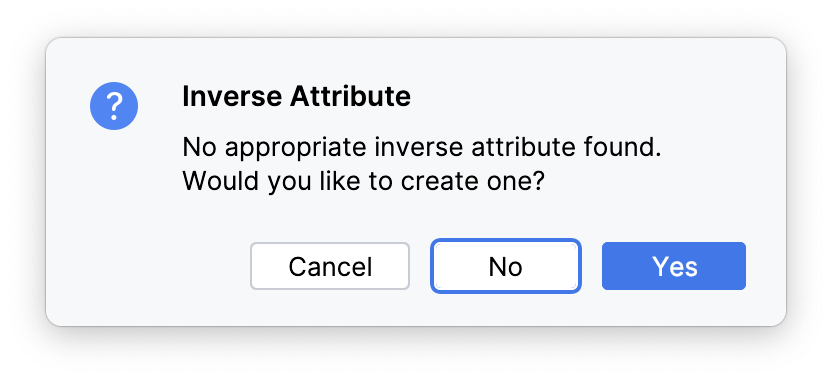 ?
Inverse Attribute
No appropriate inverse attribute found.
Would you like to create one?
Cancel
No
Yes